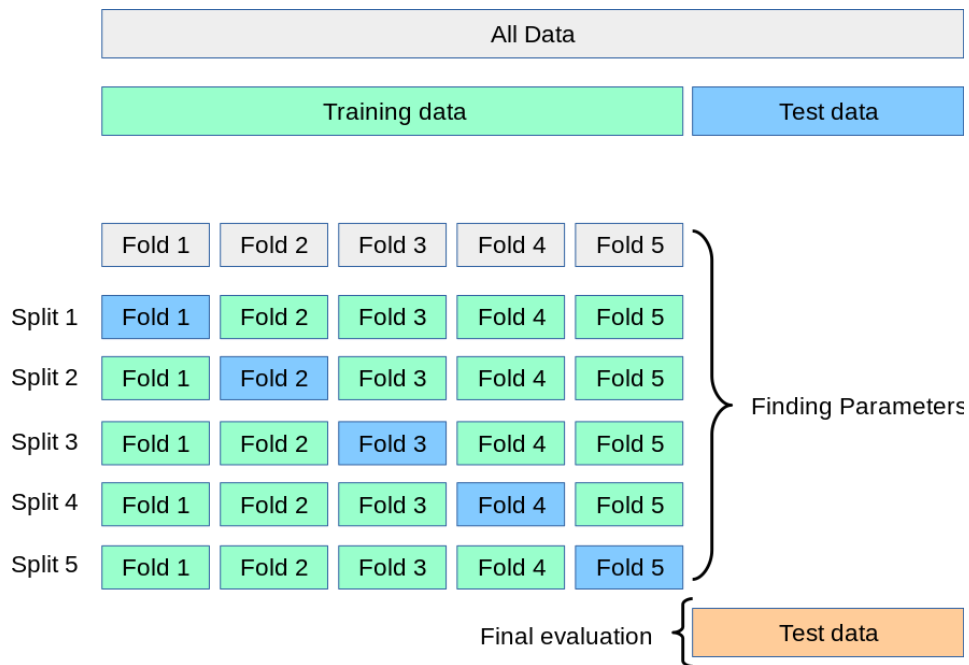 All Data
Training data Test data
Fold 1 Fold 2 Fold 3 Fold 4 Fold 5
Split 1 Fold 1 Fold 2 Fold 3 Fold 4 Fold 5
Split 2 Fold 1 Fold 2 Fold 3 Fold 4 Fold 5
Finding Parameters
Split 3 Fold 1 Fold 2 Fold 3 Fold 4 Fold 5
Split 4 Fold 1 Fold 2 Fold 3 Fold 4 Fold 5
Split 5 Fold 1 Fold 2 Fold 3 Fold 4 Fold 5
Final evaluation Test data